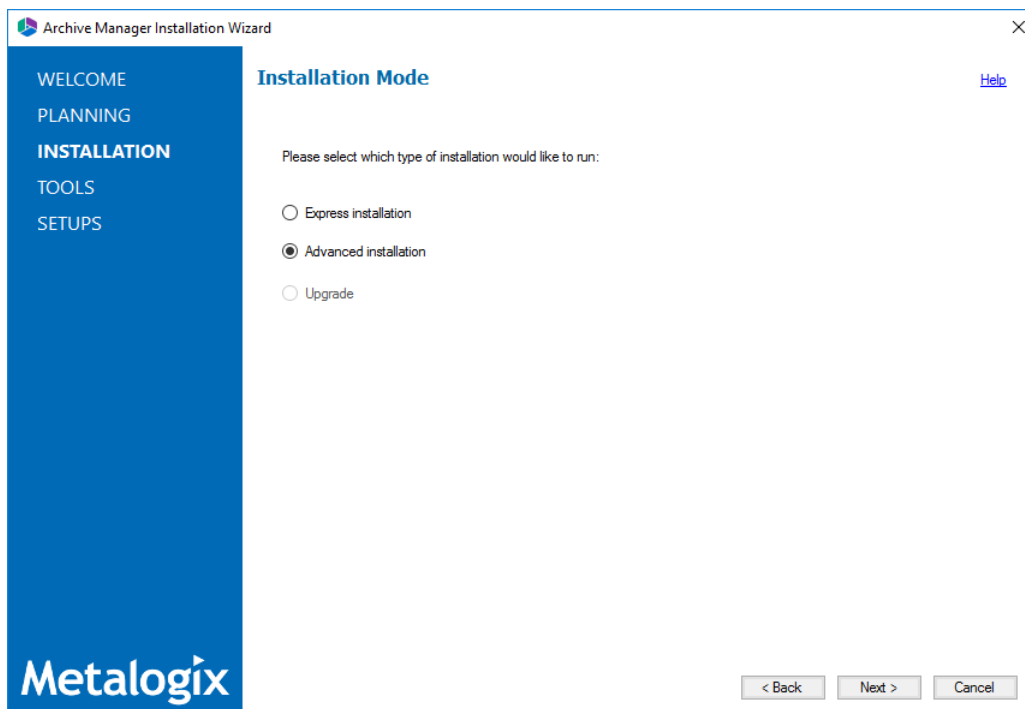 Archive Manager Installation Wizard
WELCOME
PLANNING
INSTALLATION
TOOLS
SETUPS
Installation Mode
Help
Please select which type of installation would like to run:
Express installation
Advanced installation
Upgrade
Metalogix
< Back
Next >
Cancel